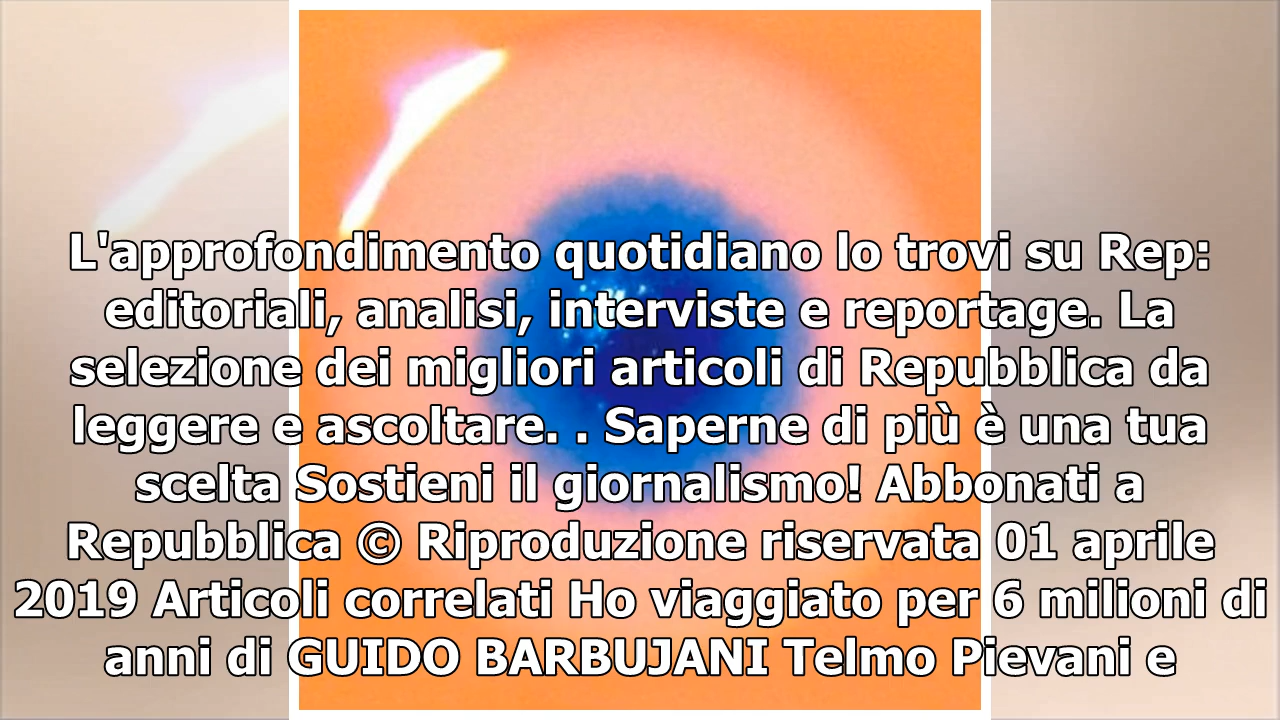 L'approfondimento quotidiano lo trovi su Rep:
editoriali, analisi, interviste e reportage. La
selezione dei migliori articoli di Repubblica da
leggere e ascoltare. . Saperne di più è una tua
scelta Sostieni il giornalismo! Abbonati a
Repubblica © Riproduzione riservata 01 aprile
2019 Articoli correlati Ho viaggiato per 6 milioni di
anni di GUIDO BARBUJANI Telmo Pievani e